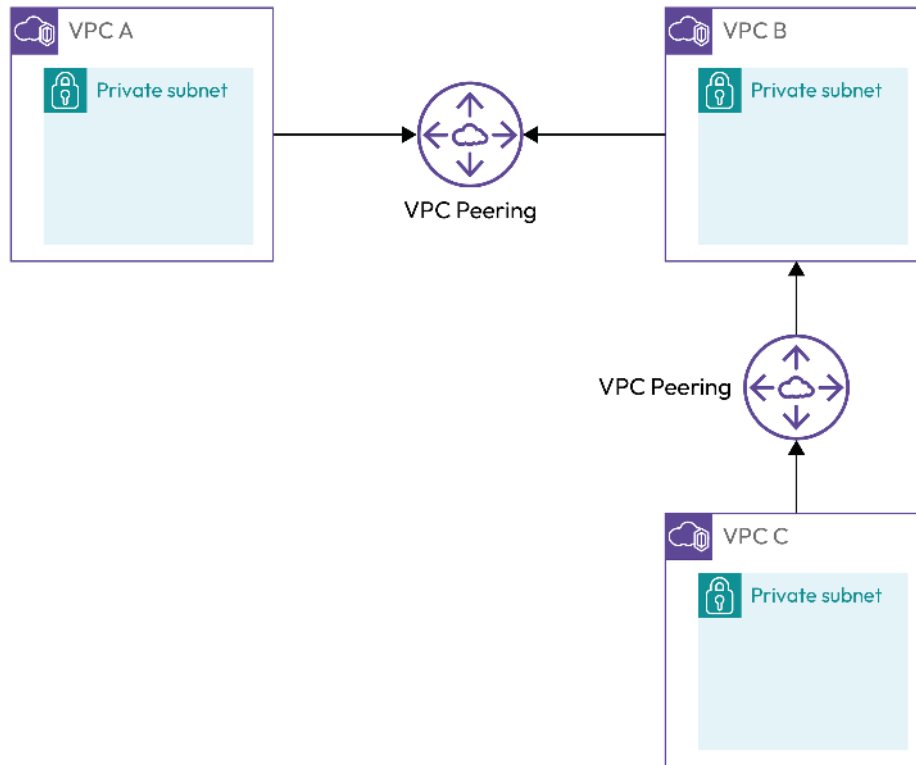 VPC A
VPC B
Private subnet
Private subnet
VPC Peering
VPC Peering
VPC C
Private subnet